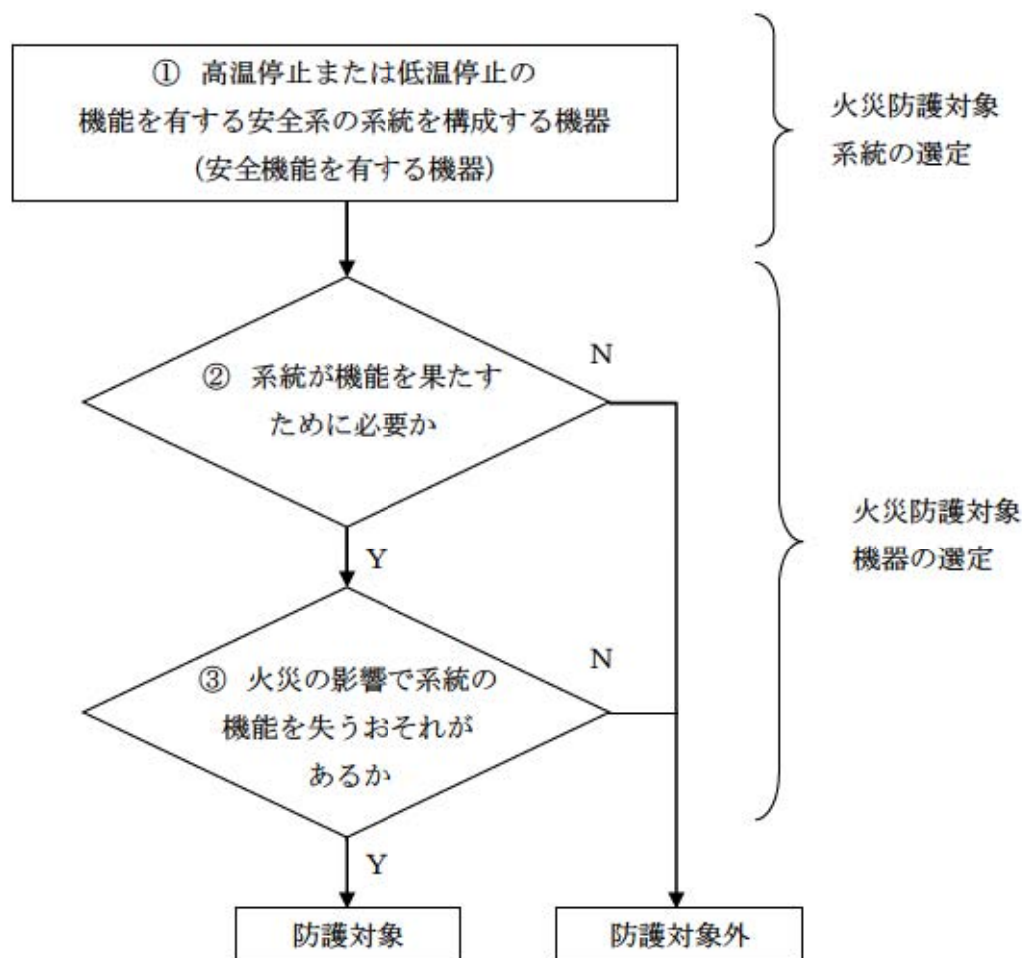 ① 高温停止または低温停止の
機能を有する安全系の系統を構成する機器
(安全機能を有する機器)
火災防護対象
系統の選定
② 系統が機能を果たす
ために必要か
N
Y
火災防護対象
機器の選定
③ 火災の影響で系統の
機能を失うおそれが
あるか
N
Y
防護対象
防護対象外